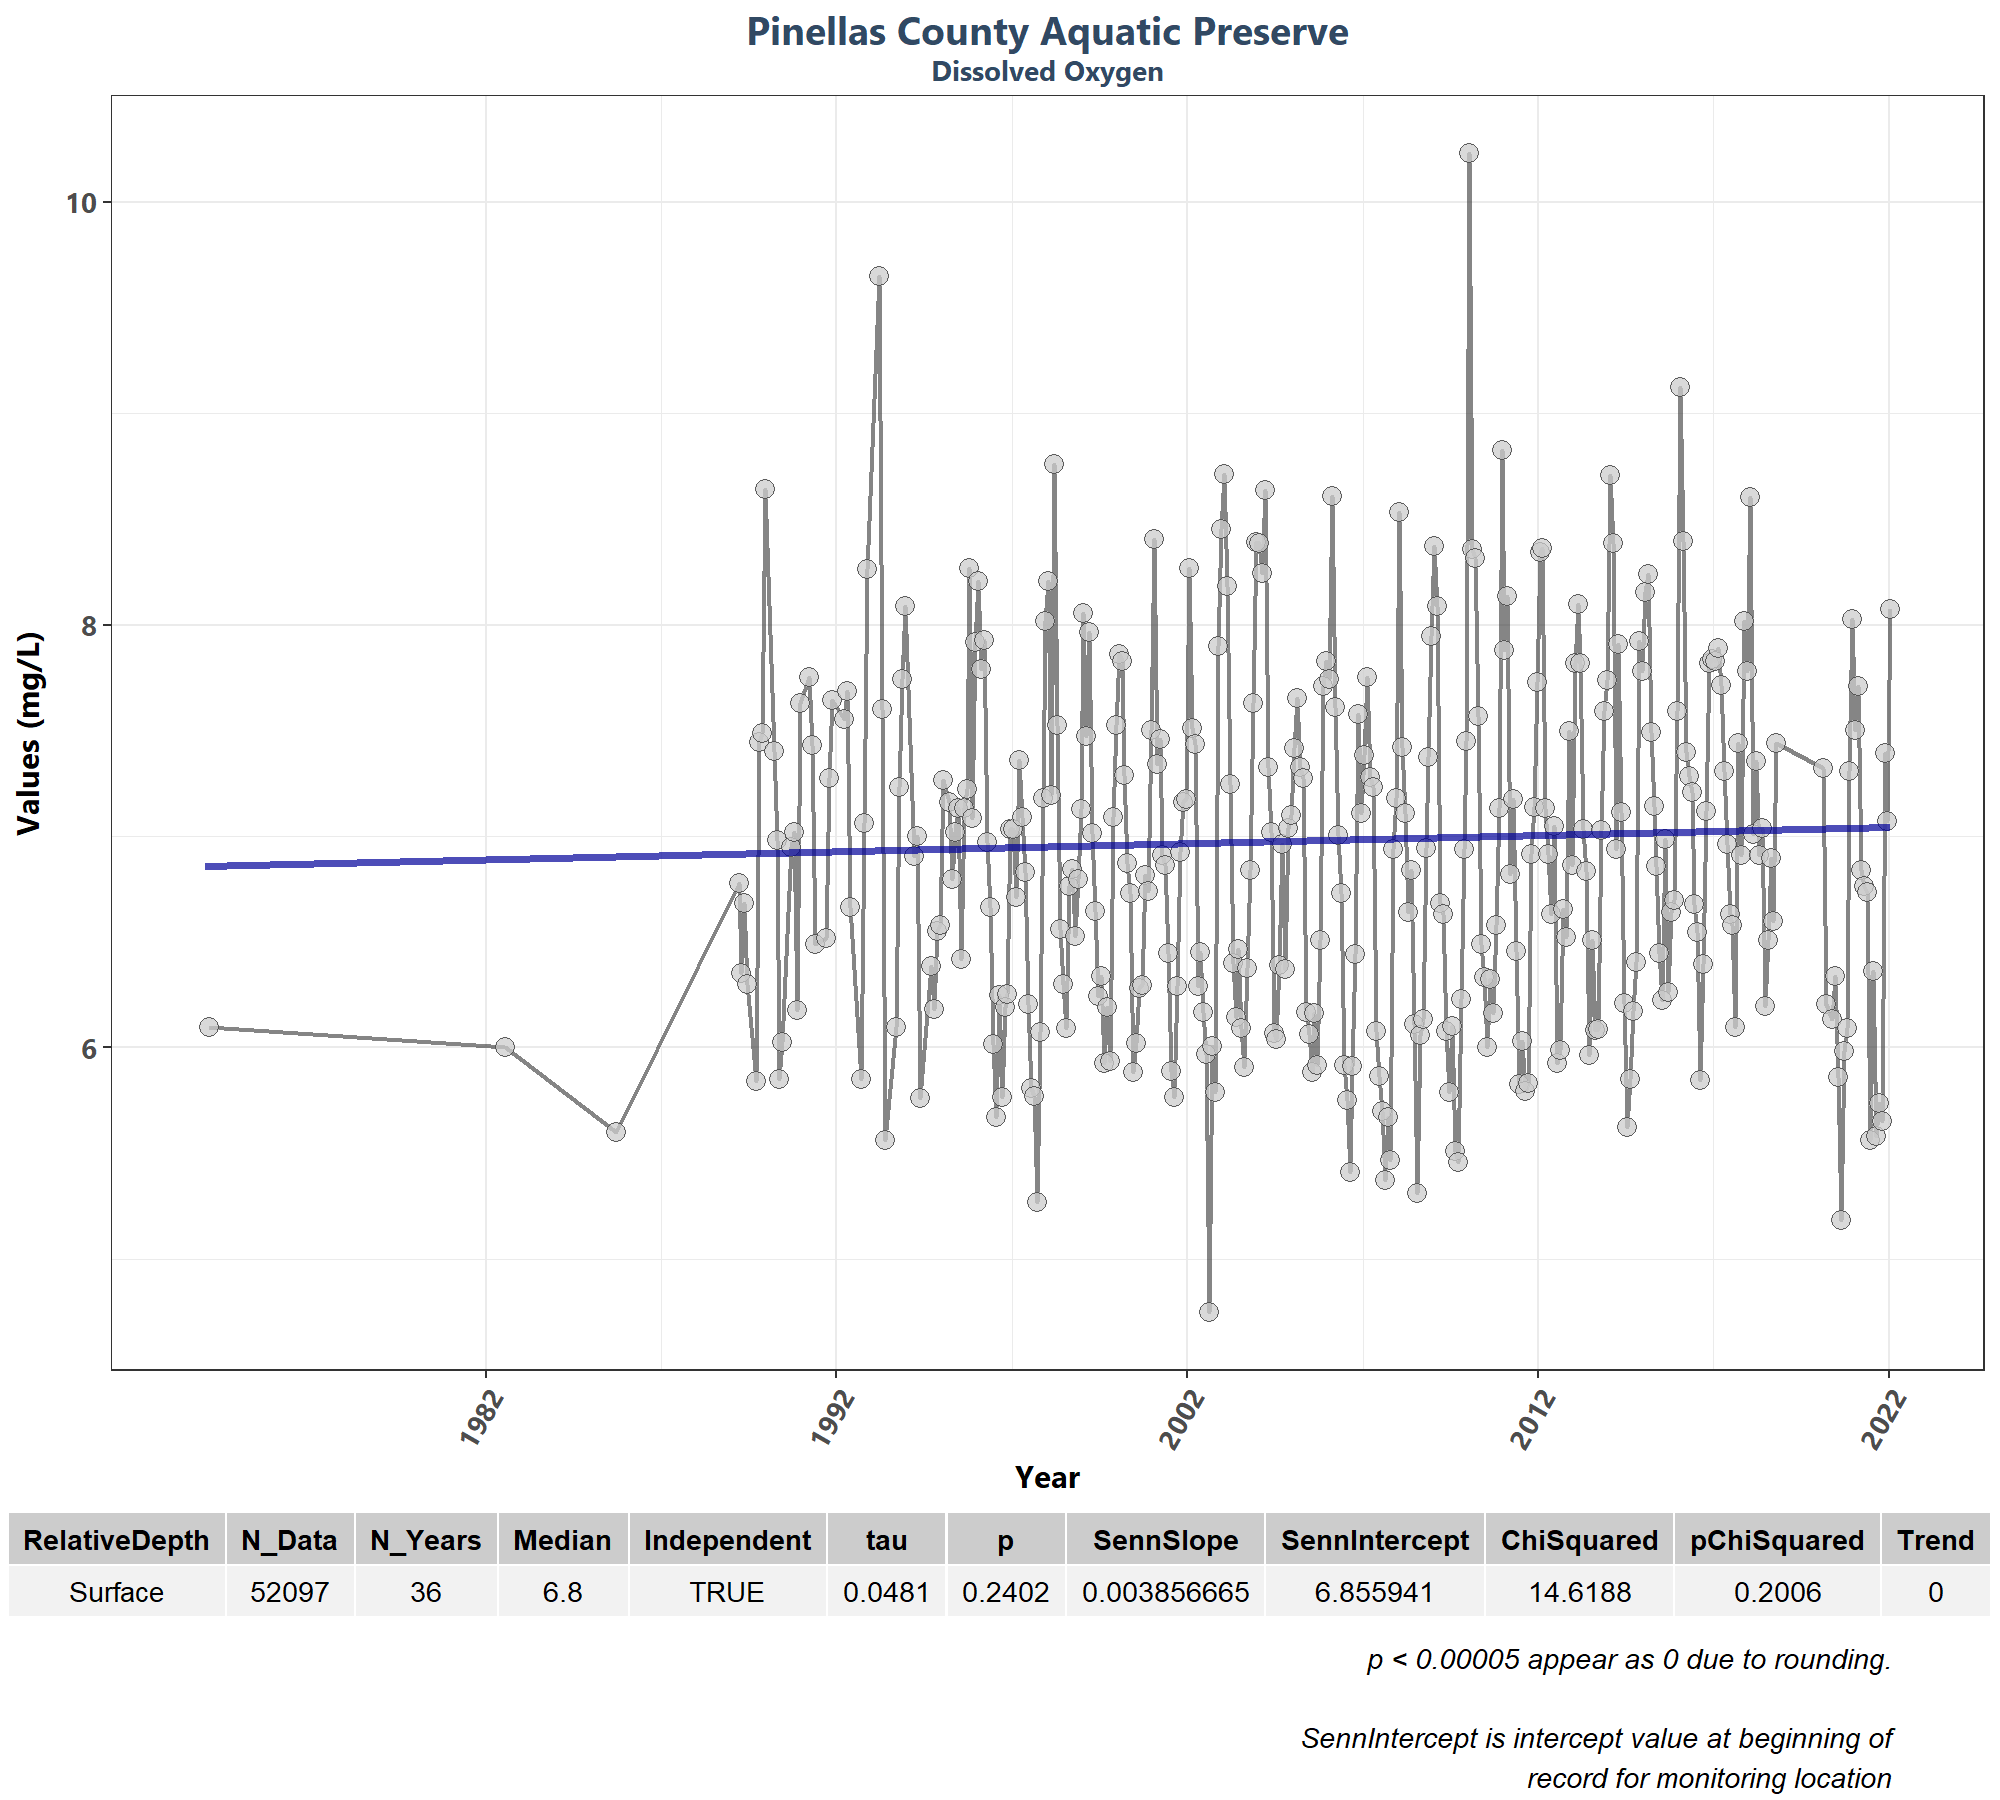 Pinellas County Aquatic Preserve
Dissolved Oxygen
Values (mg/L)
10
8
6
1982
1992
2002
2012
2022
Year
RelativeDepth N_Data N_Years Median Independent tau p SennSlope SennIntercept ChiSquared pChiSquared Trend
Surface 52097 36 6.8 TRUE 0.0481 0.2402 0.003856665 6.855941 14.6188 0.2006 0
p < 0.00005 appear as 0 due to rounding.
SennIntercept is intercept value at beginning of
record for monitoring location